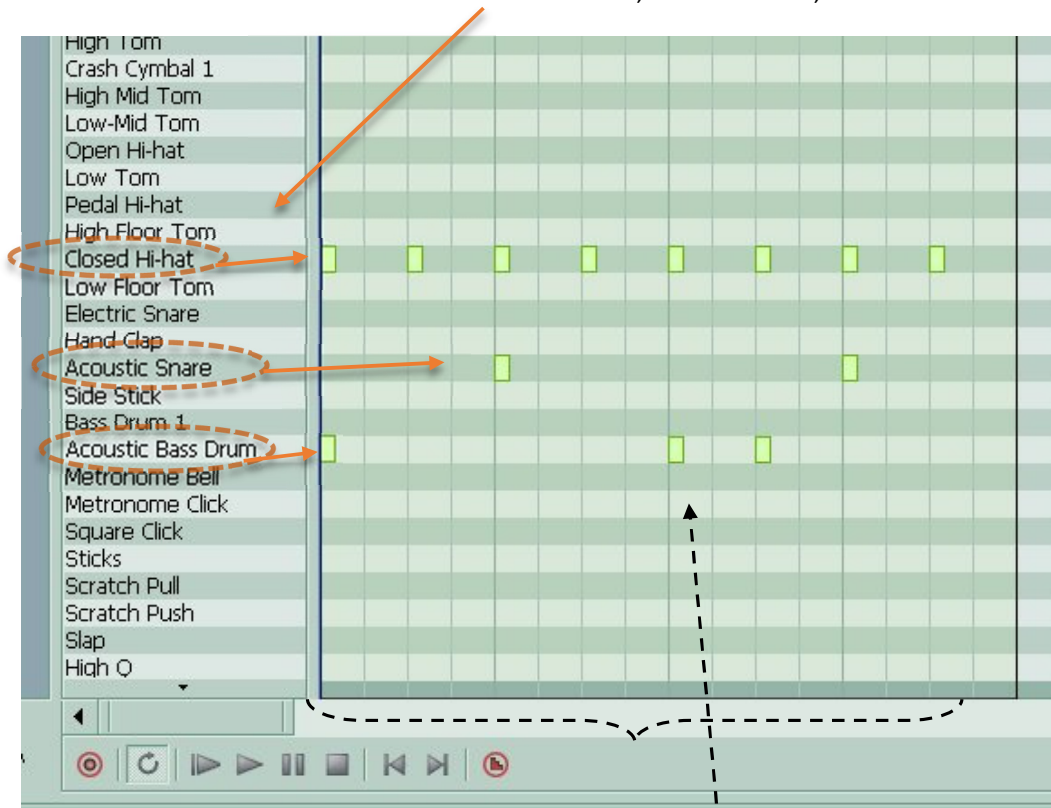 High Tom
Crash Cymbal 1
High Mid Tom
Low-Mid Tom
Open Hi-hat
Low Tom
Pedal Hi-hat
High Floor Tom
Closed Hi-hat
Low Floor Tom
Electric Snare
Hand Clap
Acoustic Snare
Side Stick
Bass Drum 1
Acoustic Bass Drum
Metronome Bell
Metronome Click
Square Click
Sticks
Scratch Pull
Scratch Push
Slap
High Q